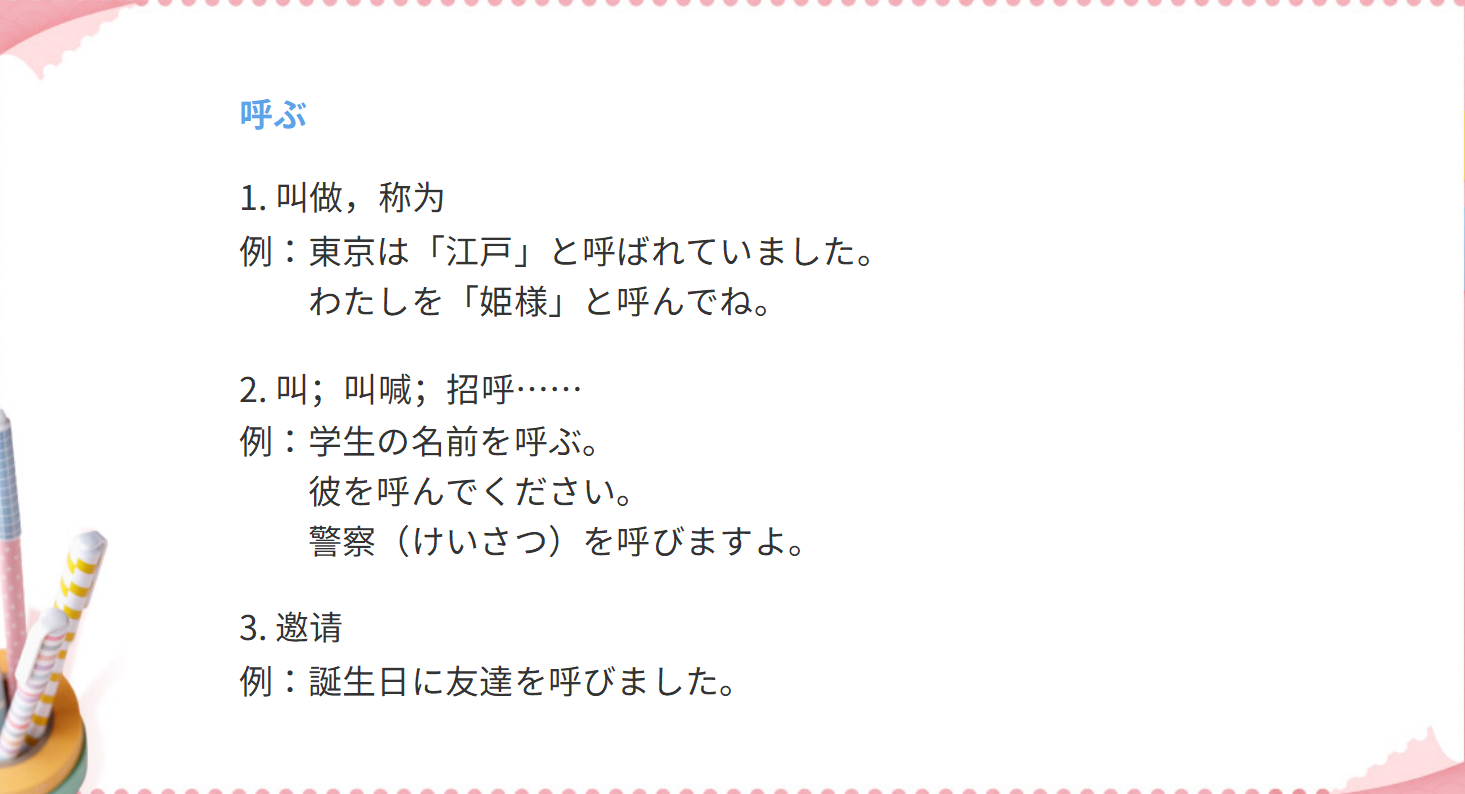 呼ぶ
1. 叫做，称为
例：東京は「江戸」と呼ばれていました。
わたしを「姫様」と呼んでね。
2. 叫；叫喊；招呼……
例：学生の名前を呼ぶ。
彼を呼んでください。
警察（けいさつ）を呼びますよ。
3. 邀请
例：誕生日に友達を呼びました。